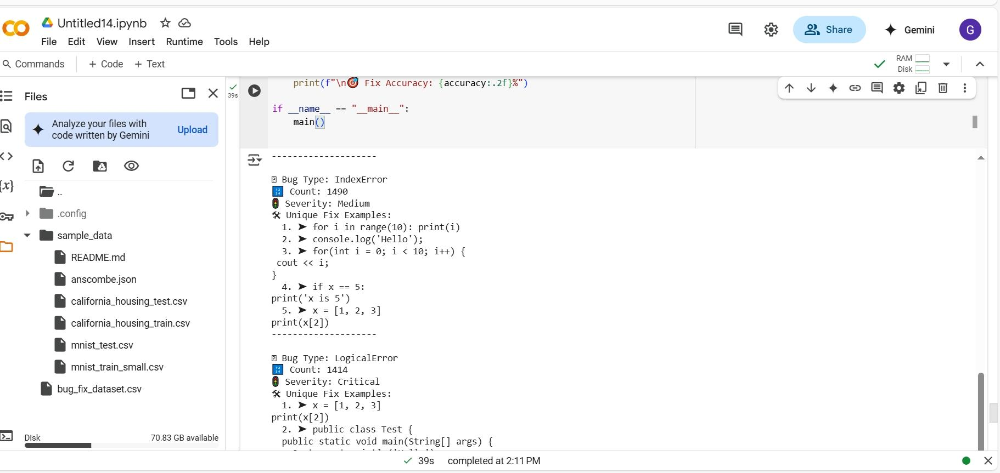 Untitled14.ipynb
File Edit View Insert Runtime Tools Help
Share
Gemini
G
Commands
+ Code + Text
RAM
Disk
Files
Analyze your files with
code written by Gemini
Upload
..
.config
sample_data
README.md
anscombe.json
california_housing_test.csv
california_housing_train.csv
mnist_test.csv
mnist_train_small.csv
bug_fix_dataset.csv
Disk 70.83 GB available
39s
print(f"\n🎯 Fix Accuracy: {accuracy:.2f}%")
if __name__ == "__main__":
main()
--------------------
Bug Type: IndexError
🔢 Count: 1490
🚦 Severity: Medium
🛠 Unique Fix Examples:
1. ➤ for i in range(10): print(i)
2. ➤ console.log('Hello');
3. ➤ for(int i = 0; i < 10; i++) {
cout << i;
}
4. ➤ if x == 5:
print('x is 5')
5. ➤ x = [1, 2, 3]
print(x[2])
--------------------
Bug Type: LogicalError
🔢 Count: 1414
🚦 Severity: Critical
🛠 Unique Fix Examples:
1. ➤ x = [1, 2, 3]
print(x[2])
2. ➤ public class Test {
public static void main(String[] args) {
39s completed at 2:11 PM